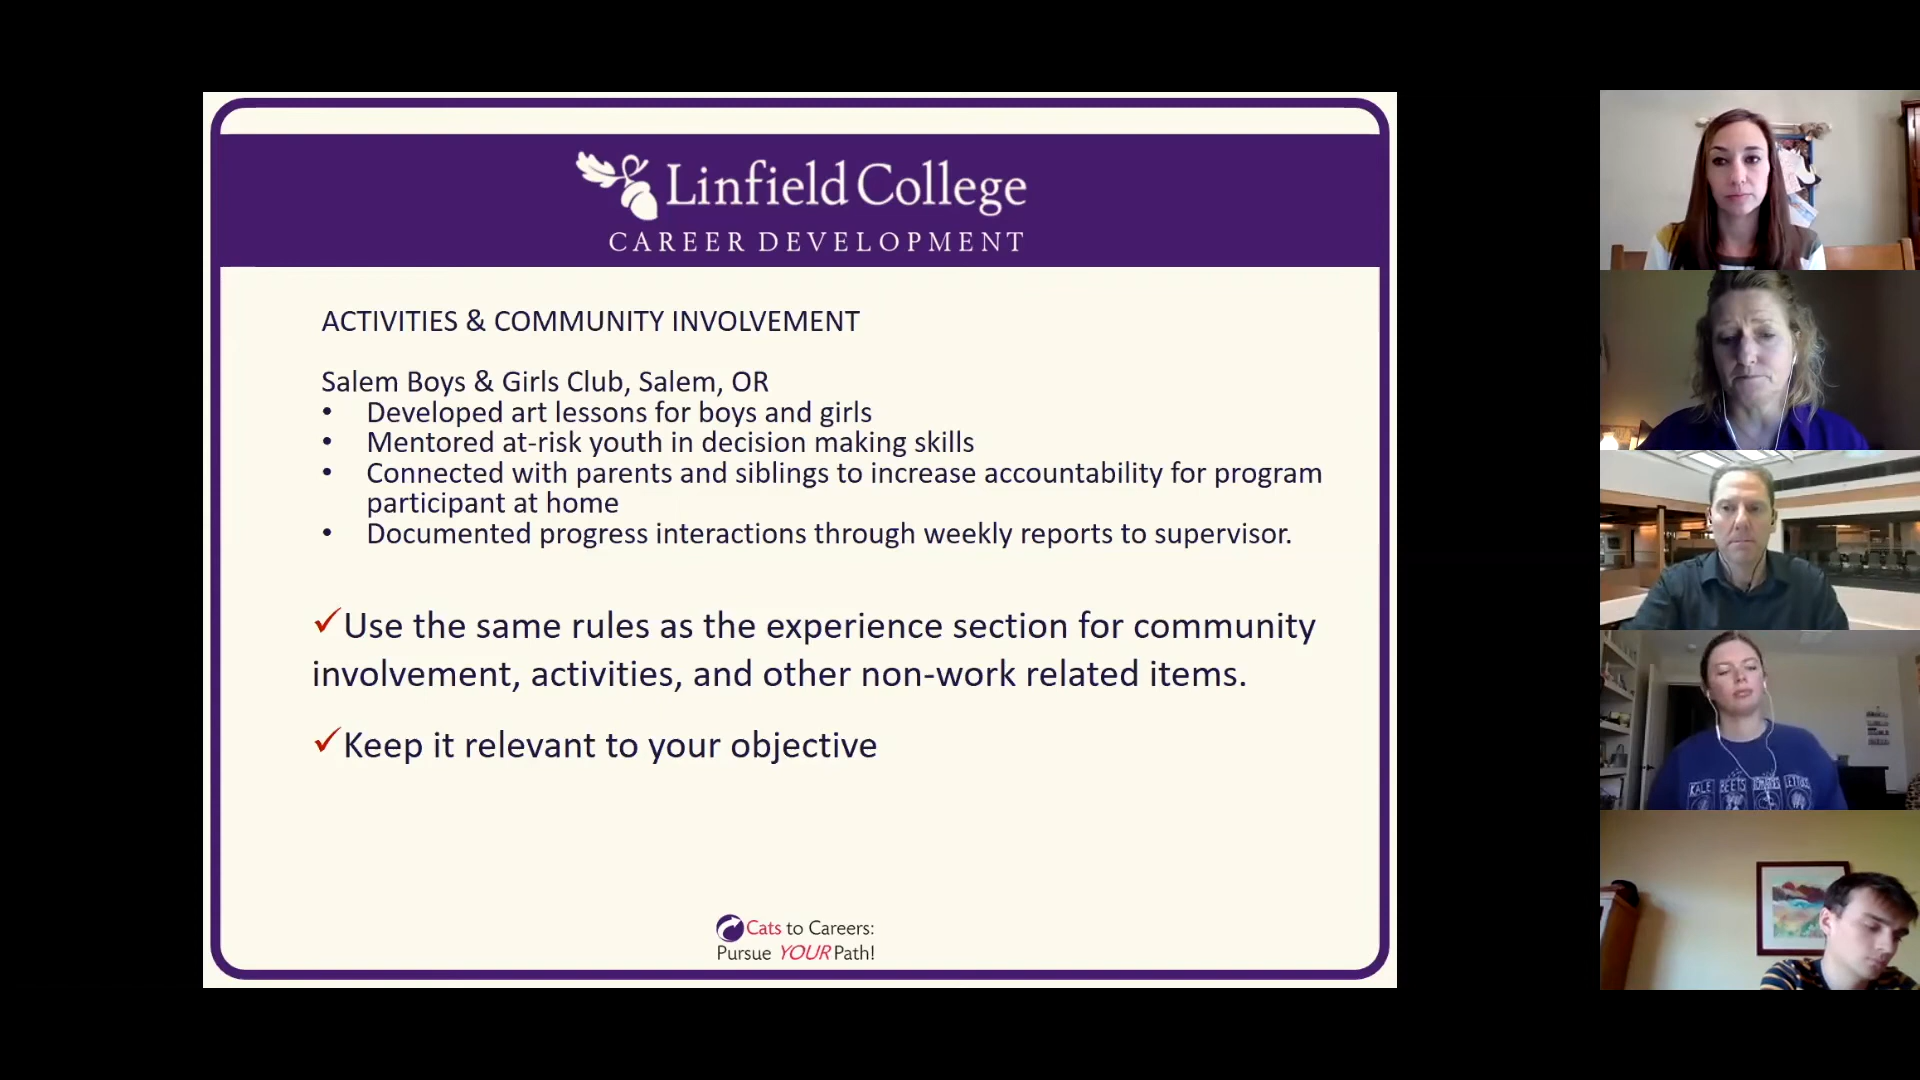 Linfield College
CAREER DEVELOPMENT
ACTIVITIES & COMMUNITY INVOLVEMENT
Salem Boys & Girls Club, Salem, OR
• Developed art lessons for boys and girls
• Mentored at-risk youth in decision making skills
• Connected with parents and siblings to increase accountability for program
participant at home
• Documented progress interactions through weekly reports to supervisor.
✓Use the same rules as the experience section for community
involvement, activities, and other non-work related items.
✓Keep it relevant to your objective
Cats to Careers:
Pursue YOUR Path!
KALE BEETS